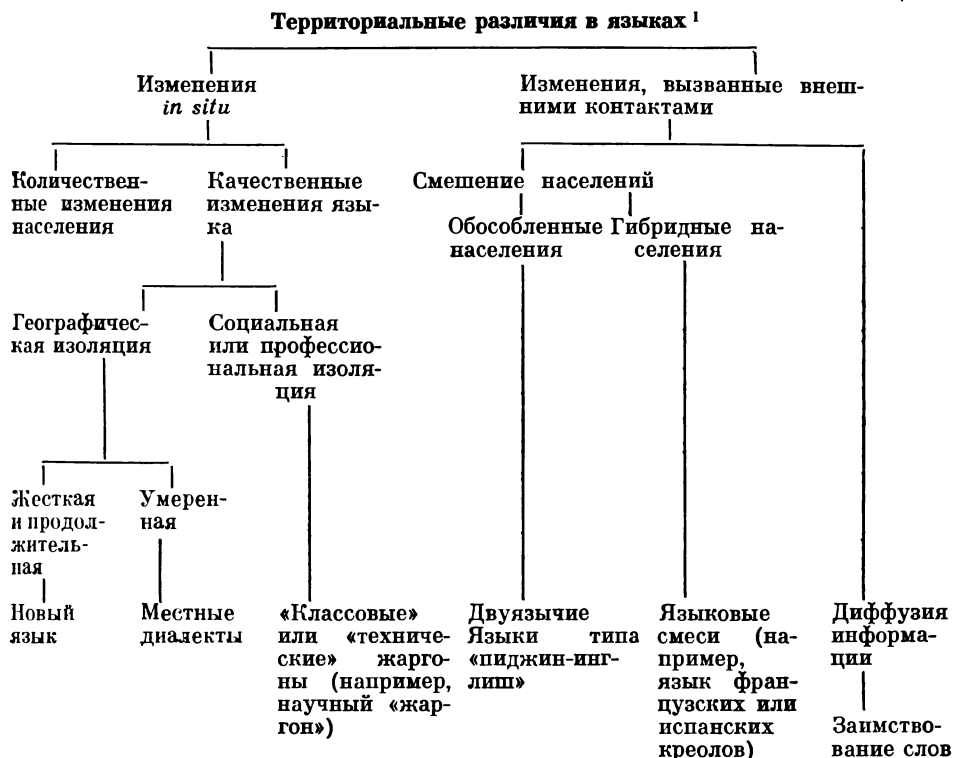 Территориальные различия в языках ¹
Изменения
in situ
Изменения, вызванные внеш-
ними контактами
Количествен-
ные изменения
населения
Качественные
изменения язы-
ка
Смешение населений
Обособленные
населения
Гибридные на-
селения
Географичес-
кая изоляция
Социальная
или профессио-
нальная изоля-
ция
Жесткая
и продол-
житель-
ная
Умерен-
ная
Новый
язык
Местные
диалекты
«Классовые»
или «техниче-
ские» жарго-
ны (например,
научный «жар-
гон»)
Двуязычие
Языки типа
«пиджин-инг-
лиш»
Языковые
смеси (на-
пример,
язык фран-
цузских или
испанских
креолов)
Диффузия
информа-
ции
Заимство-
вание слов